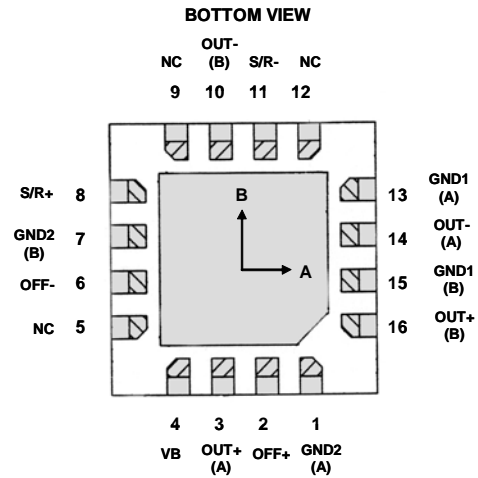 BOTTOM VIEW
NC OUT- (B) S/R- NC
9 10 11 12
S/R+ 8
GND2 (B) 7
OFF- 6
NC 5
B
A
13 GND1 (A)
14 OUT- (A)
15 GND1 (B)
16 OUT+ (B)
4 3 2 1
VB OUT+ (A) OFF+ GND2 (A)